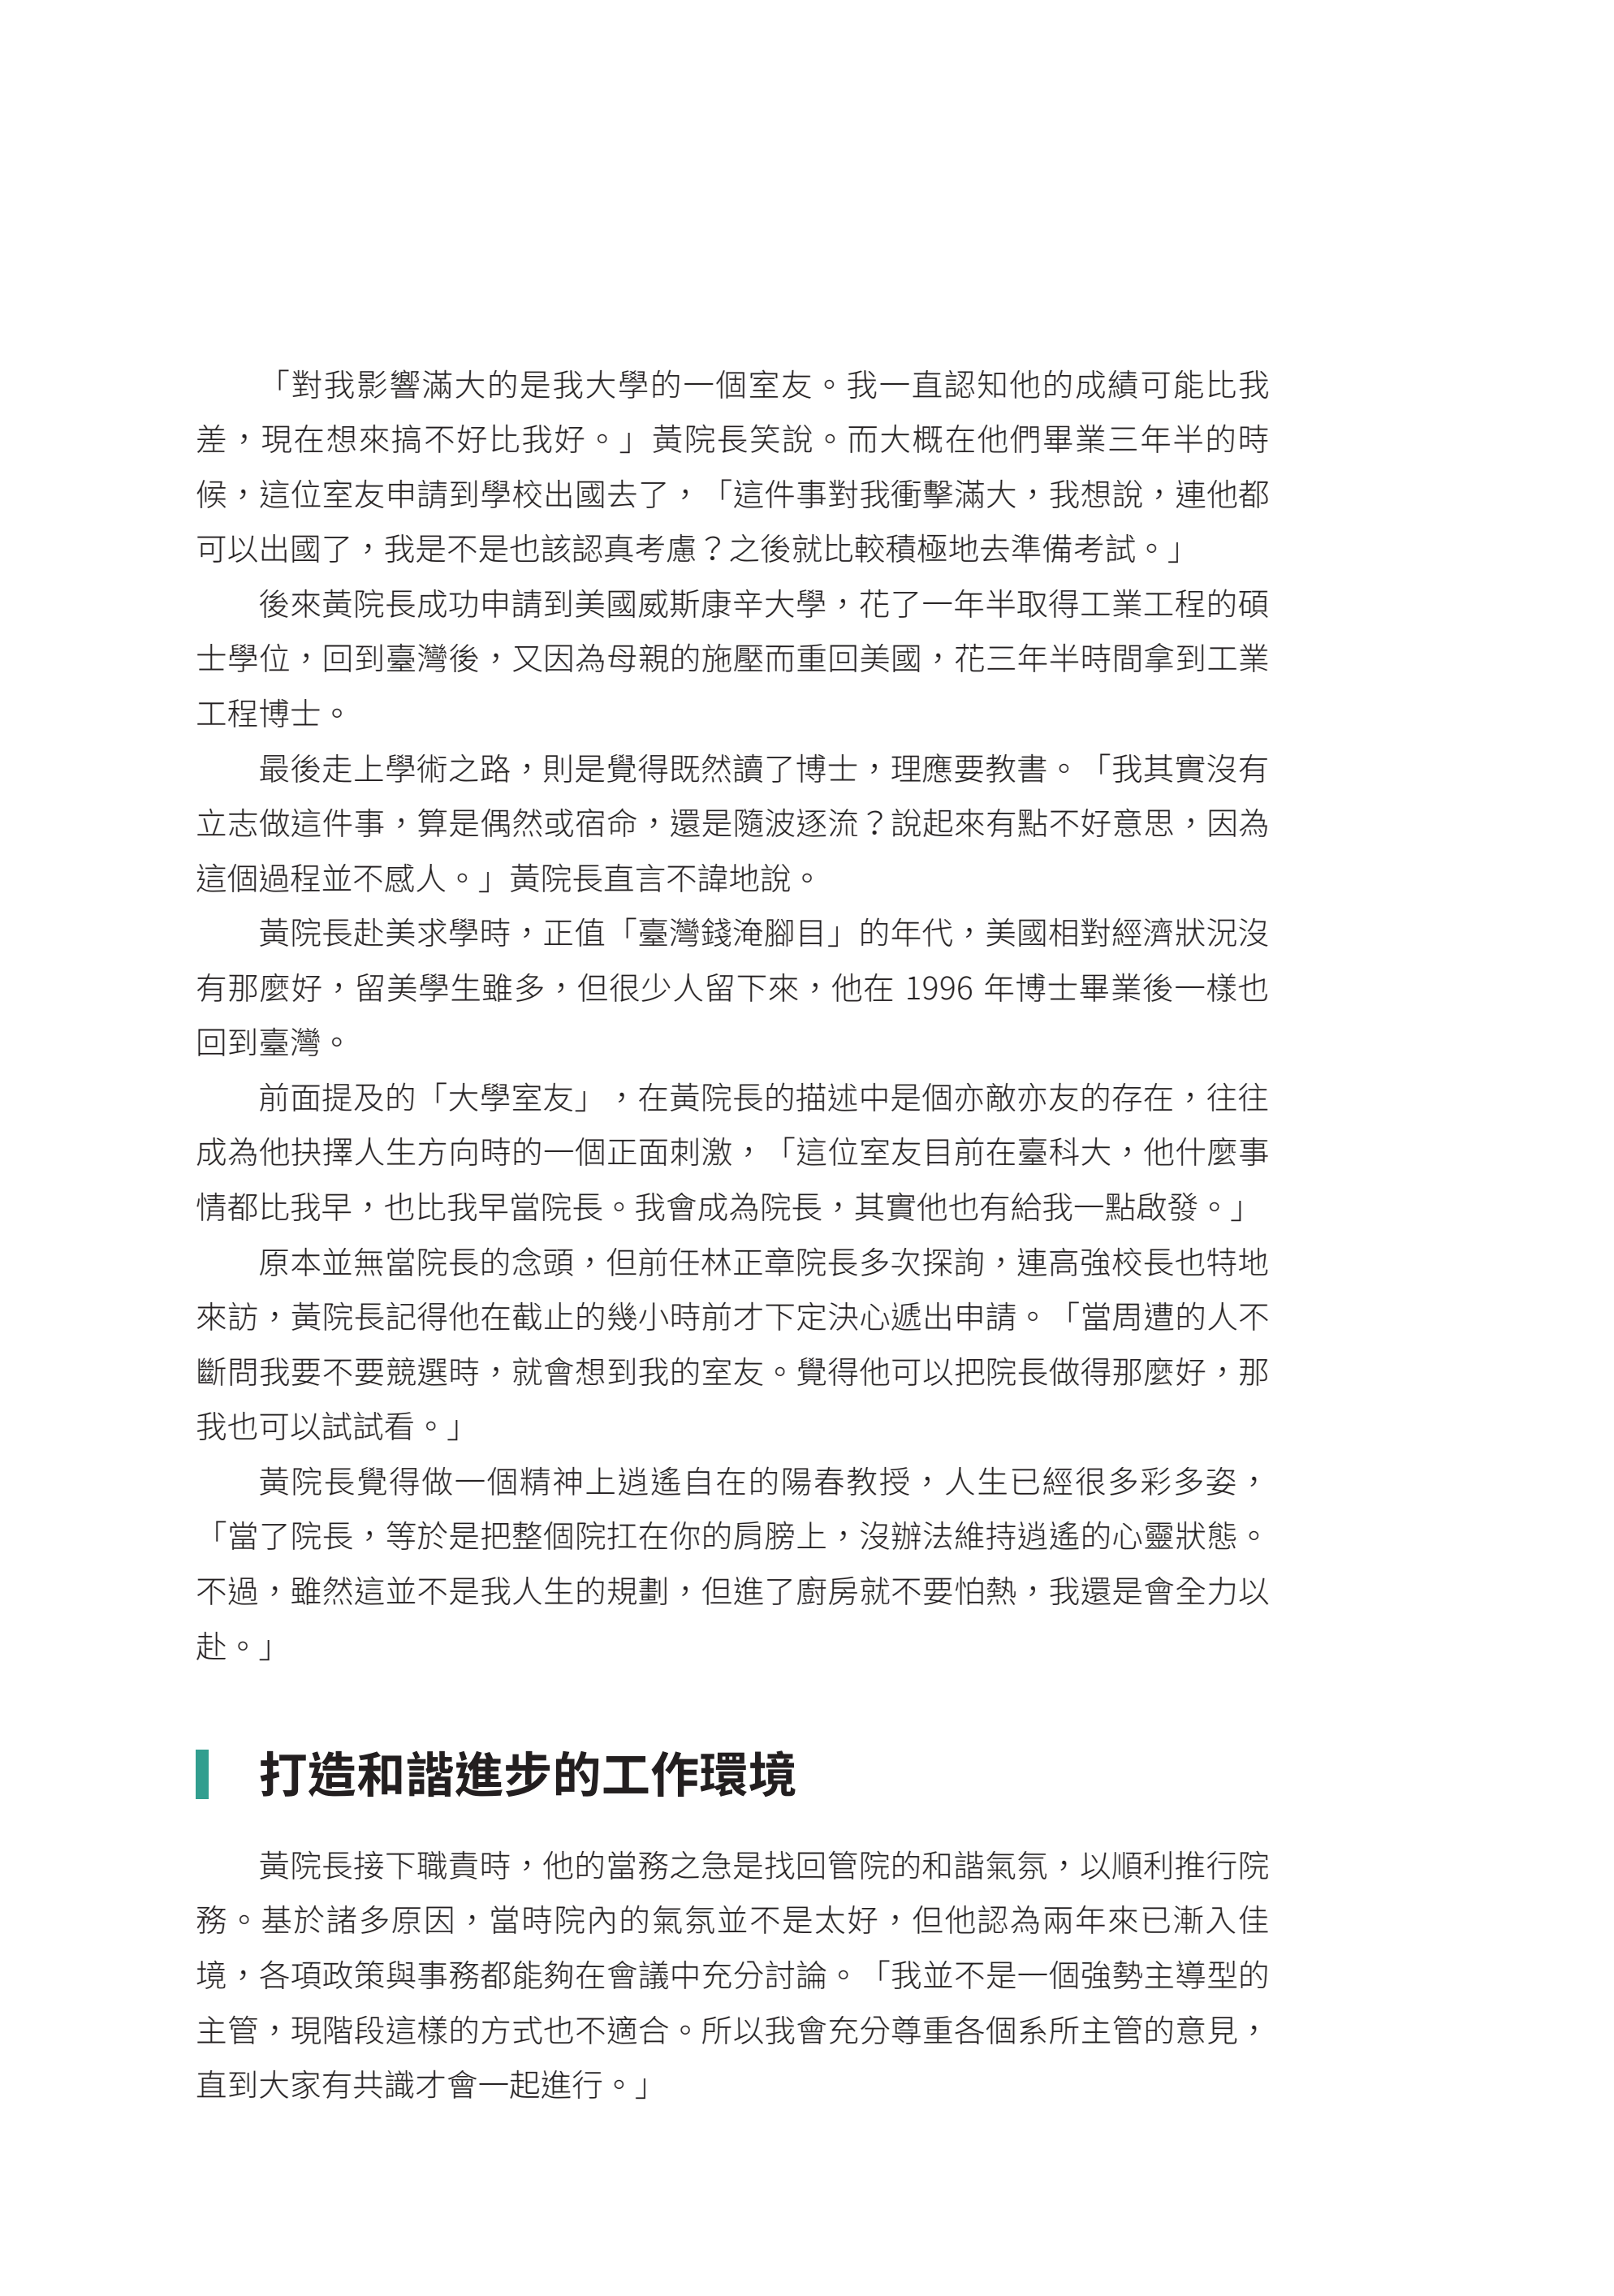 「對我影響滿大的是我大學的一個室友。我一直認知他的成績可能比我
差，現在想來搞不好比我好。」黃院長笑說。而大概在他們畢業三年半的時
候，這位室友申請到學校出國去了，「這件事對我衝擊滿大，我想說，連他都
可以出國了，我是不是也該認真考慮？之後就比較積極地去準備考試。」
後來黃院長成功申請到美國威斯康辛大學，花了一年半取得工業工程的碩
士學位，回到臺灣後，又因為母親的施壓而重回美國，花三年半時間拿到工業
工程博士。
最後走上學術之路，則是覺得既然讀了博士，理應要教書。「我其實沒有
立志做這件事，算是偶然或宿命，還是隨波逐流？說起來有點不好意思，因為
這個過程並不感人。」黃院長直言不諱地說。
黃院長赴美求學時，正值「臺灣錢淹腳目」的年代，美國相對經濟狀況沒
有那麼好，留美學生雖多，但很少人留下來，他在 1996 年博士畢業後一樣也
回到臺灣。
前面提及的「大學室友」，在黃院長的描述中是個亦敵亦友的存在，往往
成為他抉擇人生方向時的一個正面刺激，「這位室友目前在臺科大，他什麼事
情都比我早，也比我早當院長。我會成為院長，其實他也有給我一點啟發。」
原本並無當院長的念頭，但前任林正章院長多次探詢，連高強校長也特地
來訪，黃院長記得他在截止的幾小時前才下定決心遞出申請。「當周遭的人不
斷問我要不要競選時，就會想到我的室友。覺得他可以把院長做得那麼好，那
我也可以試試看。」
黃院長覺得做一個精神上逍遙自在的陽春教授，人生已經很多彩多姿，
「當了院長，等於是把整個院扛在你的肩膀上，沒辦法維持逍遙的心靈狀態。
不過，雖然這並不是我人生的規劃，但進了廚房就不要怕熱，我還是會全力以
赴。」
打造和諧進步的工作環境
黃院長接下職責時，他的當務之急是找回管院的和諧氣氛，以順利推行院
務。基於諸多原因，當時院內的氣氛並不是太好，但他認為兩年來已漸入佳
境，各項政策與事務都能夠在會議中充分討論。「我並不是一個強勢主導型的
主管，現階段這樣的方式也不適合。所以我會充分尊重各個系所主管的意見，
直到大家有共識才會一起進行。」